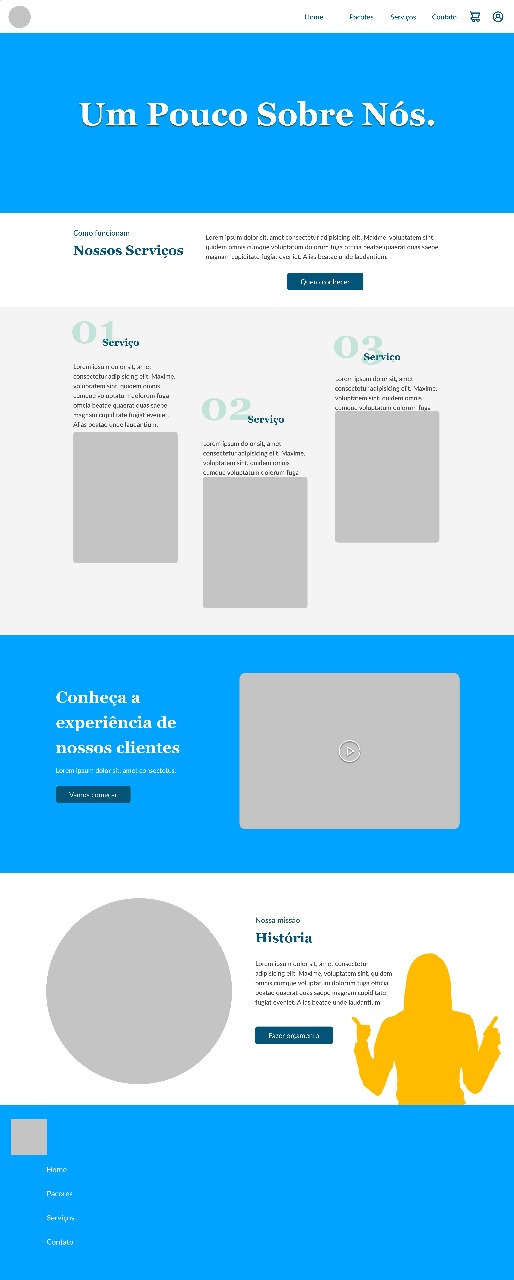 Home Pacotes Serviços Contato
Um Pouco Sobre Nós.
Como funcionam
Nossos Serviços
Lorem ipsum dolor sit, amet consectetur adipisicing elit. Maxime, voluptatem sint
quidem omnis cumque voluptatum dolorum fuga officia beatae quaerat quas saepe
magnam cupiditate fugiat eveniet. Alias beatae unde laudantium.
Quero conhecer
01
Serviço
Lorem ipsum dolor sit, amet
consectetur adipisicing elit. Maxime,
voluptatem sint, quidem omnis
cumque voluptatum dolorum fuga
officia beatae quaerat quas saepe
magnam cupiditate fugiat eveniet.
Alias beatae unde laudantium.
02
Serviço
Lorem ipsum dolor sit, amet
consectetur adipisicing elit. Maxime,
voluptatem sint, quidem omnis
cumque voluptatum dolorum fuga
03
Serviço
Lorem ipsum dolor sit, amet
consectetur adipisicing elit. Maxime,
voluptatem sint, quidem omnis
cumque voluptatum dolorum fuga
Conheça a
experiência de
nossos clientes
Lorem ipsum dolor sit, amet consectetus.
Vamos começar
Nossa missão
História
Lorem ipsum dolor sit, amet consectetur
adipisicing elit. Maxime, voluptatem sint, quidem
omnis cumque voluptatum dolorum fuga officia
beatae quaerat quas saepe magnam cupiditate
fugiat eveniet. Alias beatae unde laudantium.
Fazer orçamento
Home
Pacotes
Serviços
Contato